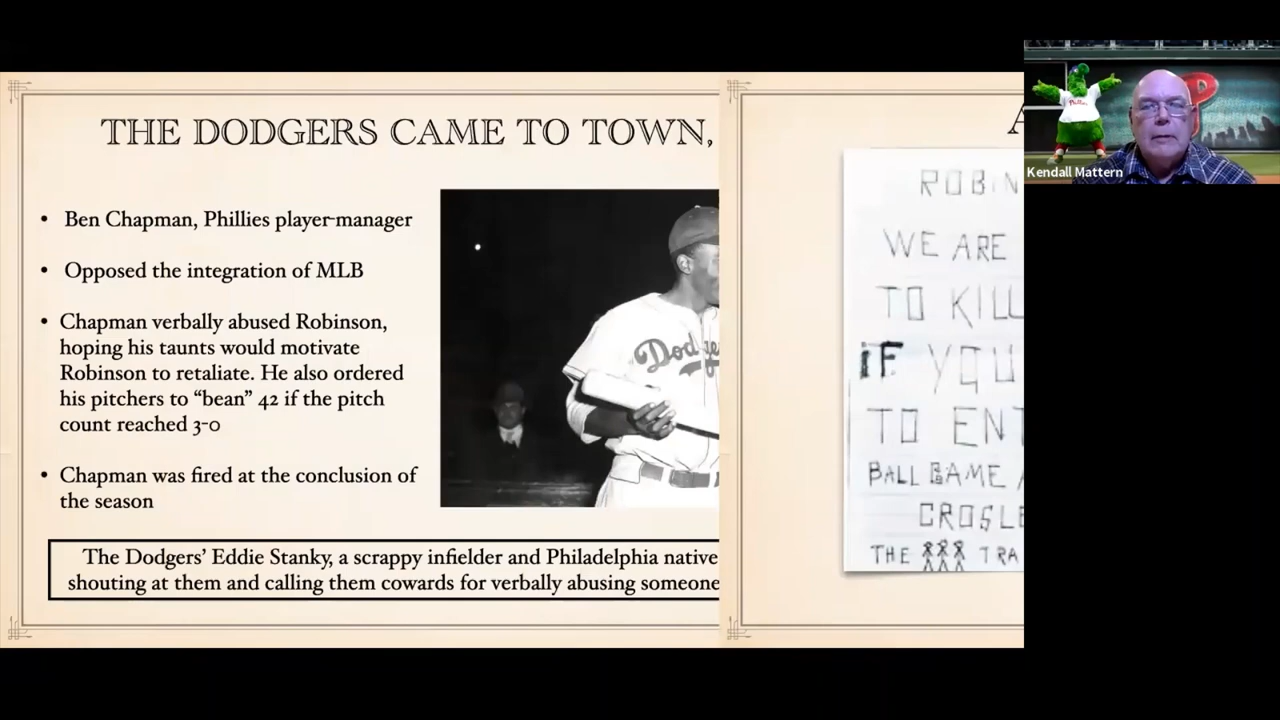 THE DODGERS CAME TO TOWN,
• Ben Chapman, Phillies player-manager
• Opposed the integration of MLB
• Chapman verbally abused Robinson,
hoping his taunts would motivate
Robinson to retaliate. He also ordered
his pitchers to “bean” 42 if the pitch
count reached 3-0
• Chapman was fired at the conclusion of
the season
The Dodgers’ Eddie Stanky, a scrappy infielder and Philadelphia native
shouting at them and calling them cowards for verbally abusing someone
Dodge
A
ROBIN
WE ARE
TO KILL
IF YOU
TO ENT
BALL GAME A
CROSLE
THE TRA
Phillies
P
Kendall Mattern